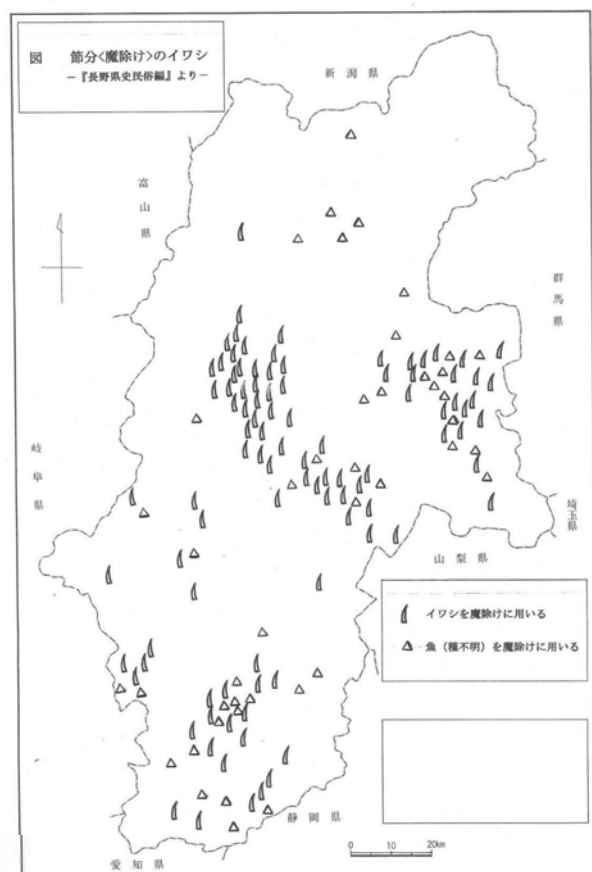 図 節分<魔除け>のイワシ
－『長野県史民俗編』より－
新潟県
富山県
群馬県
岐阜県
埼玉県
山梨県
イワシを魔除けに用いる
魚（種不明）を魔除けに用いる
静岡県
愛知県
0 10 20km